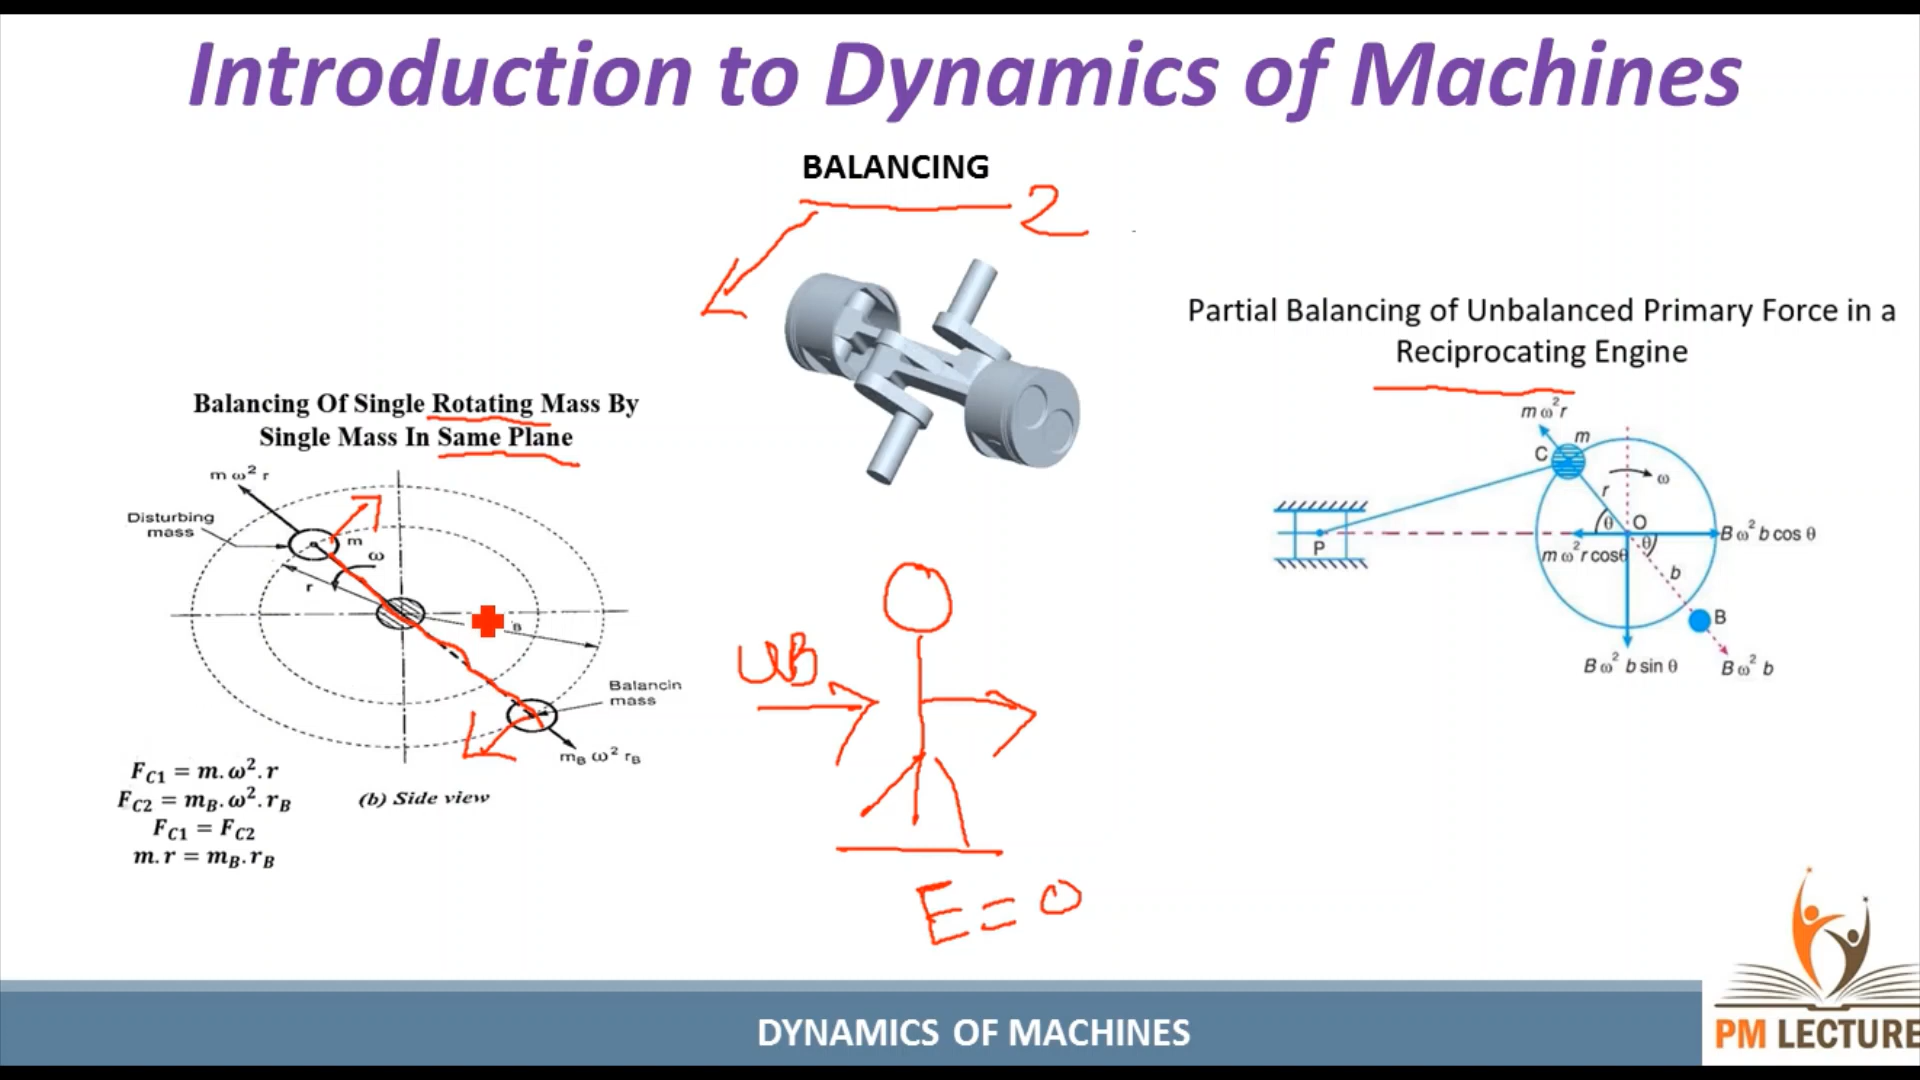 Introduction to Dynamics of Machines
BALANCING
2
Balancing Of Single Rotating Mass By
Single Mass In Same Plane
m ω² r
Disturbing
mass
m
ω
r
B
Balancin
mass
m_B ω² r_B
F_C1 = m.ω².r
F_C2 = m_B.ω².r_B
F_C1 = F_C2
m.r = m_B.r_B
(b) Side view
UB
E = 0
Partial Balancing of Unbalanced Primary Force in a
Reciprocating Engine
m ω² r
m
C
ω
r
θ
O
P
m ω² r cosθ
θ
B ω² b cos θ
b
B
B ω² b sin θ
B ω² b
DYNAMICS OF MACHINES
PM LECTURE